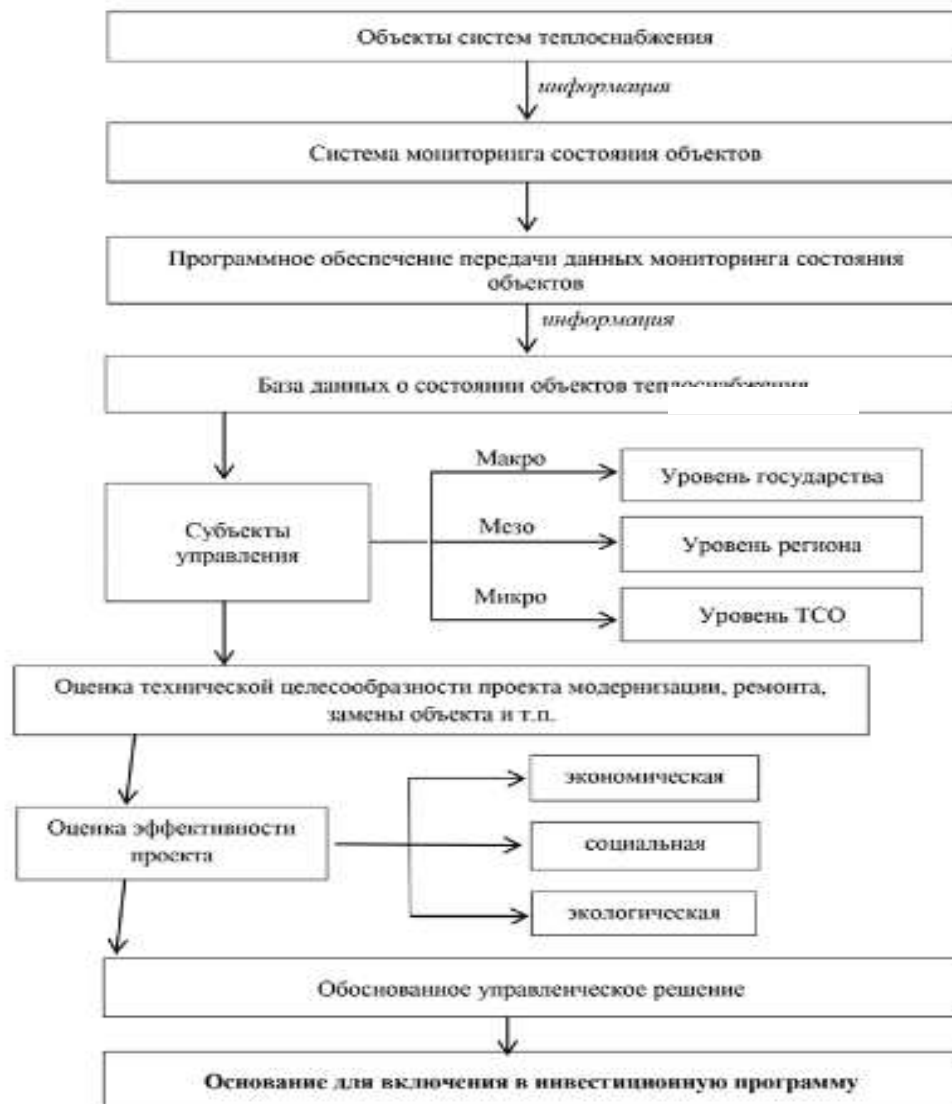 Объекты систем теплоснабжения
информация
Система мониторинга состояния объектов
Программное обеспечение передачи данных мониторинга состояния
объектов
информация
База данных о состоянии объектов теплоснабжения
Макро
Уровень государства
Субъекты
управления
Мезо
Уровень региона
Микро
Уровень ТСО
Оценка технической целесообразности проекта модернизации, ремонта,
замены объекта и т.п.
экономическая
Оценка эффективности
проекта
социальная
экологическая
Обоснованное управленческое решение
Основание для включения в инвестиционную программу